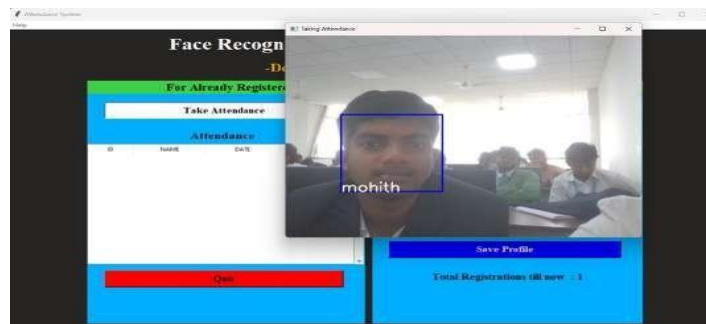 Attendance System
Help
Taking Attendance
Face Recogn
-De
For Already Registere
Take Attendance
Attendance
ID NAME DATE
mohith
Save Profile
Quit
Total Registrations till now : 1